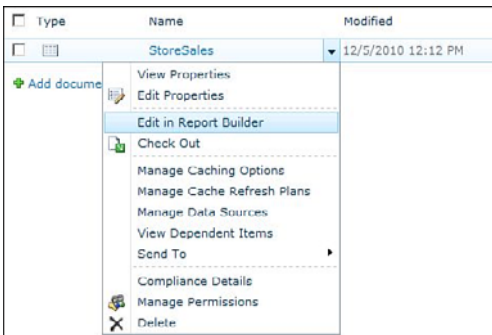 Type Name Modified
StoreSales 12/5/2010 12:12 PM
Add docume
View Properties
Edit Properties
Edit in Report Builder
Check Out
Manage Caching Options
Manage Cache Refresh Plans
Manage Data Sources
View Dependent Items
Send To
Compliance Details
Manage Permissions
Delete